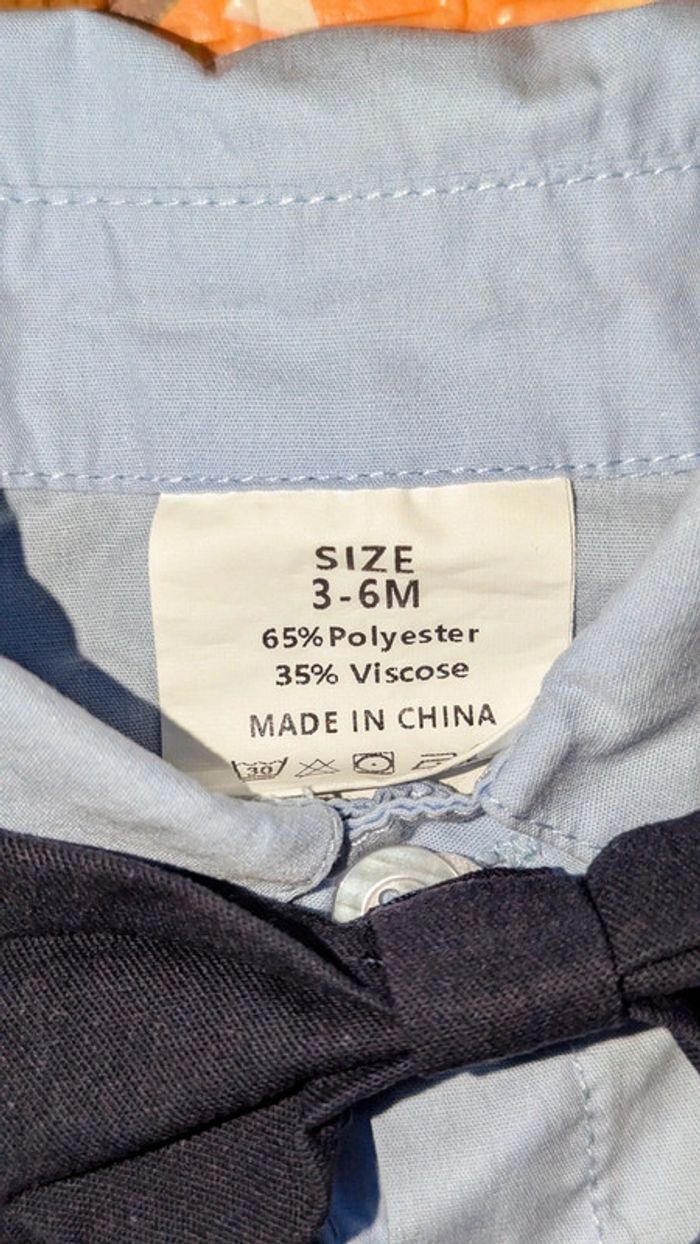 SIZE
3-6M
65%Polyester
35% Viscose
MADE IN CHINA
30